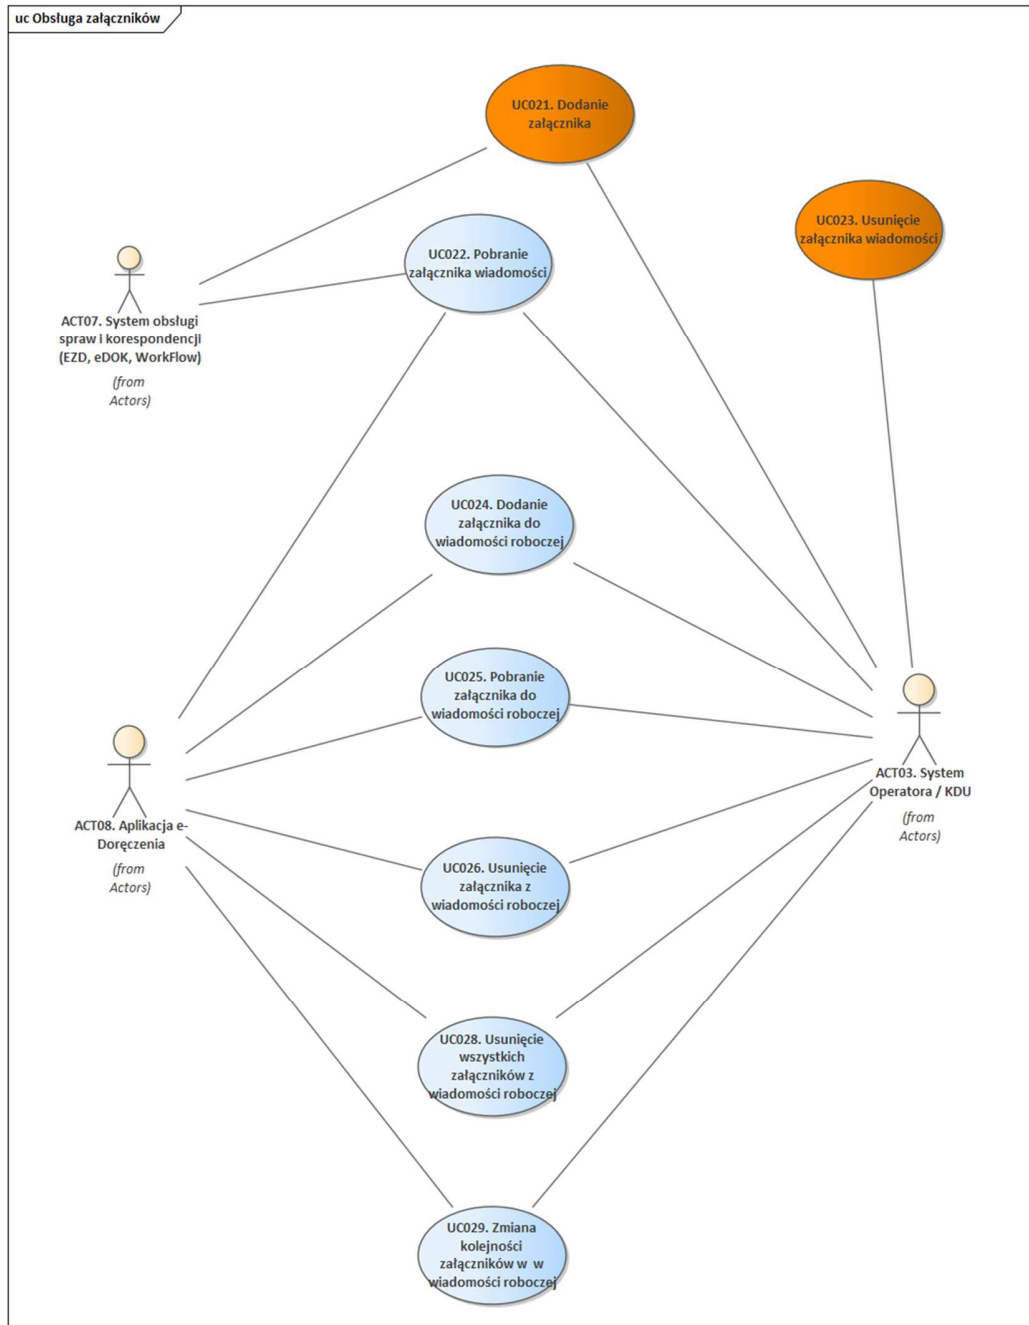 uc Obsługa załączników
UC021. Dodanie
załącznika
UC023. Usunięcie
załącznika wiadomości
UC022. Pobranie
załącznika wiadomości
ACT07. System obsługi
spraw i korespondencji
(EZD, eDOK, WorkFlow)
(from
Actors)
UC024. Dodanie
załącznika do
wiadomości roboczej
UC025. Pobranie
załącznika do
wiadomości roboczej
ACT03. System
Operatora / KDU
(from
Actors)
ACT08. Aplikacja e-
Doręczenia
(from
Actors)
UC026. Usunięcie
załącznika z
wiadomości roboczej
UC028. Usunięcie
wszystkich
załączników z
wiadomości roboczej
UC029. Zmiana
kolejności
załączników w w
wiadomości roboczej